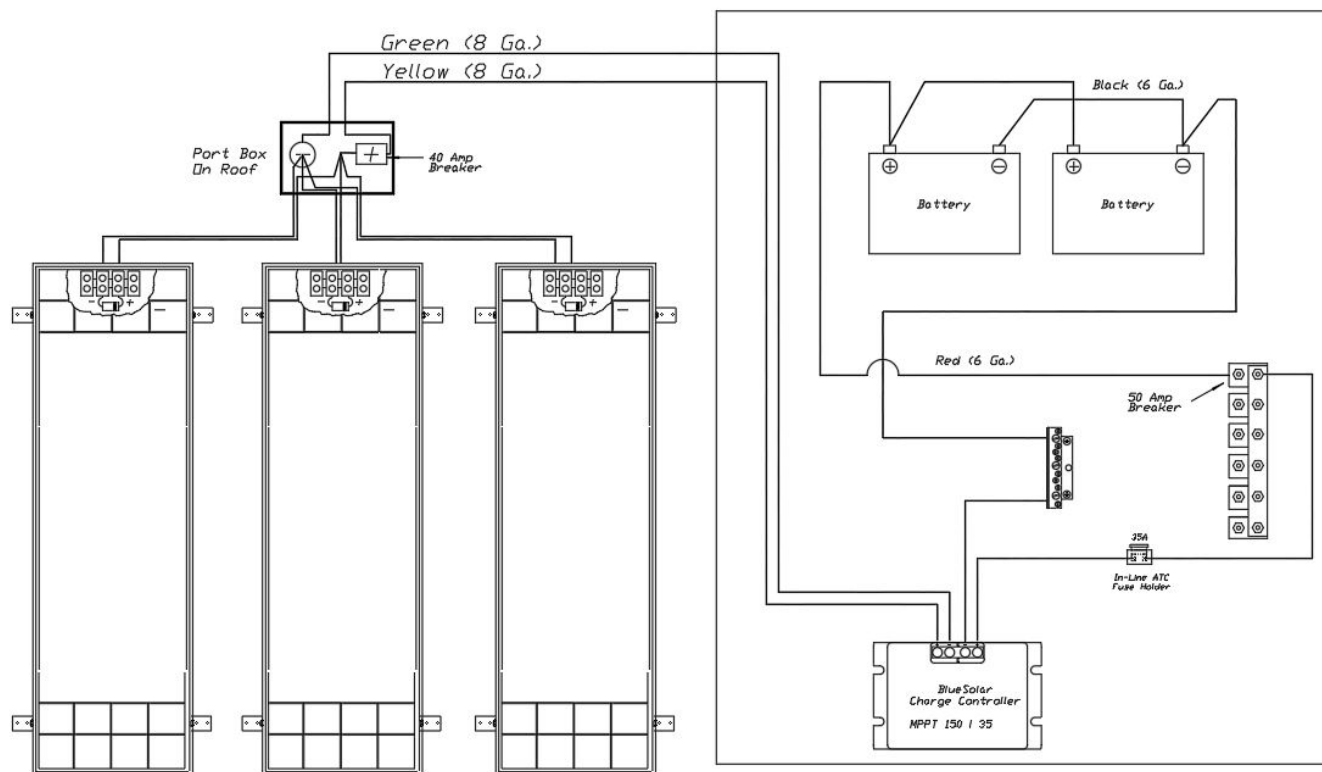 Green (8 Ga.)
Yellow (8 Ga.)
Port Box
On Roof
40 Amp
Breaker
Black (6 Ga.)
+
-
+
-
Battery
Battery
- +
- +
- +
Red (6 Ga.)
50 Amp
Breaker
35A
In-Line ATC
Fuse Holder
BlueSolar
Charge Controller
MPPT 150 | 35